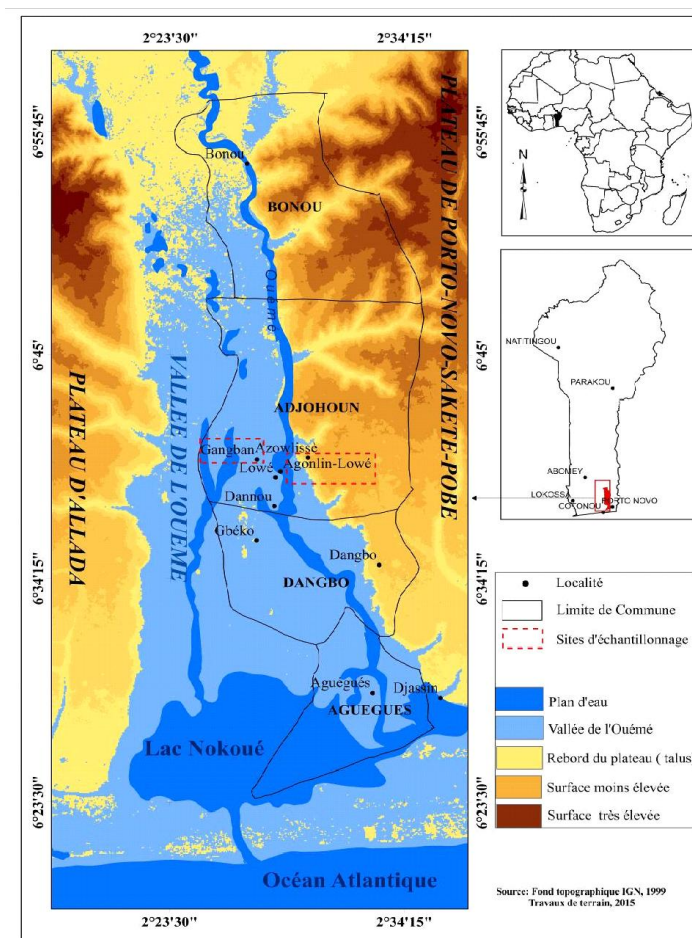 2°23'30"
2°34'15"
6°55'45"
6°55'45"
6°45'
6°45'
6°34'15"
6°34'15"
6°23'30"
6°23'30"
Bonou
BONOU
Ouémé
PLATEAU DE PORTO-NOVO-SAKETE-POBE
PLATEAU D'ALLADA
VALLEE DE L'OUEME
ADJOHOUN
Gangban
Azowlissé
Lowé
Agonlin-Lowé
Dannou
Gbéko
Dangbo
DANGBO
Aguegués
Djassin
AGUEGUES
Lac Nokoué
Océan Atlantique
2°23'30"
2°34'15"
N
NATITINGOU
PARAKOU
ABOMEY
LOKOSSA
PORTO NOVO
COTONOU
Localité
Limite de Commune
Sites d'échantillonnage
Plan d'eau
Vallée de l'Ouémé
Rebord du plateau ( talus
Surface moins élevée
Surface très élevée
Source: Fond topographique IGN, 1999
Travaux de terrain, 2015